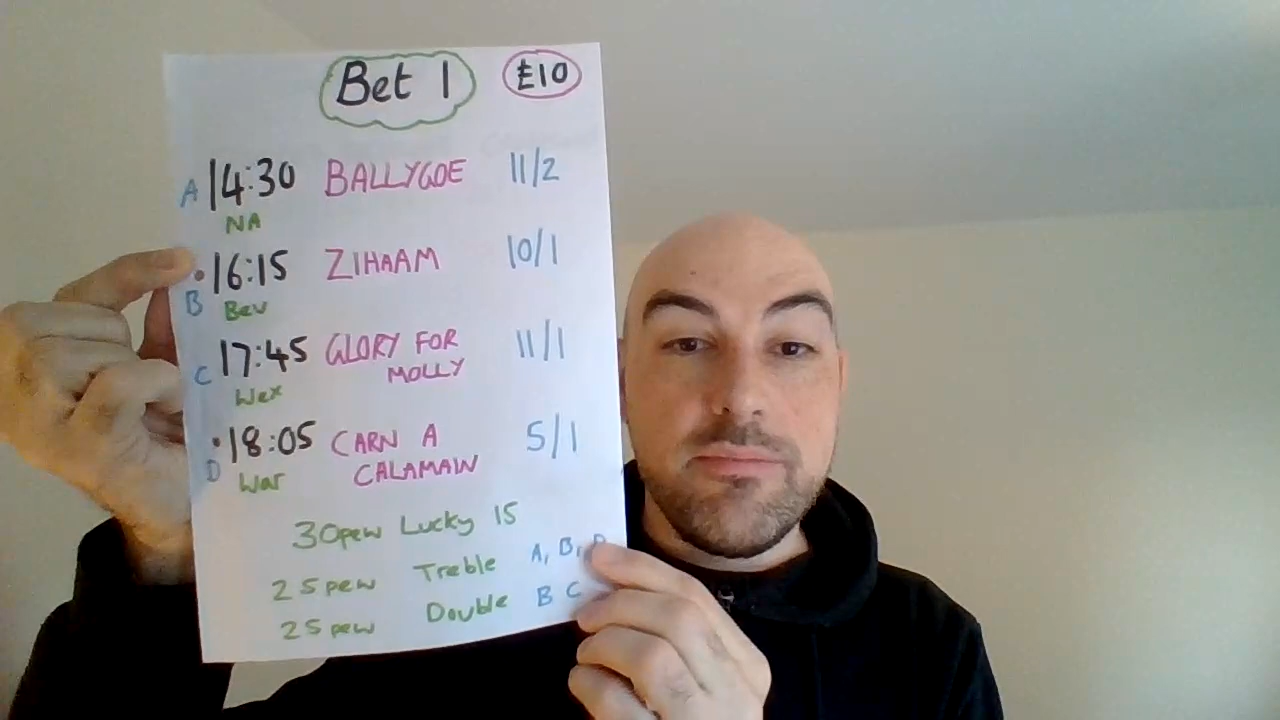 Bet 1 £10
A 14:30 BALLYGOE 11/2
NA
16:15 ZIHAAM 10/1
B Bev
17:45 GLORY FOR 11/1
C MOLLY
Wex
18:05 CARN A 5/1
D CALAMAIN
War
30pew Lucky 15
25pew Treble A, B, D
25pew Double B C